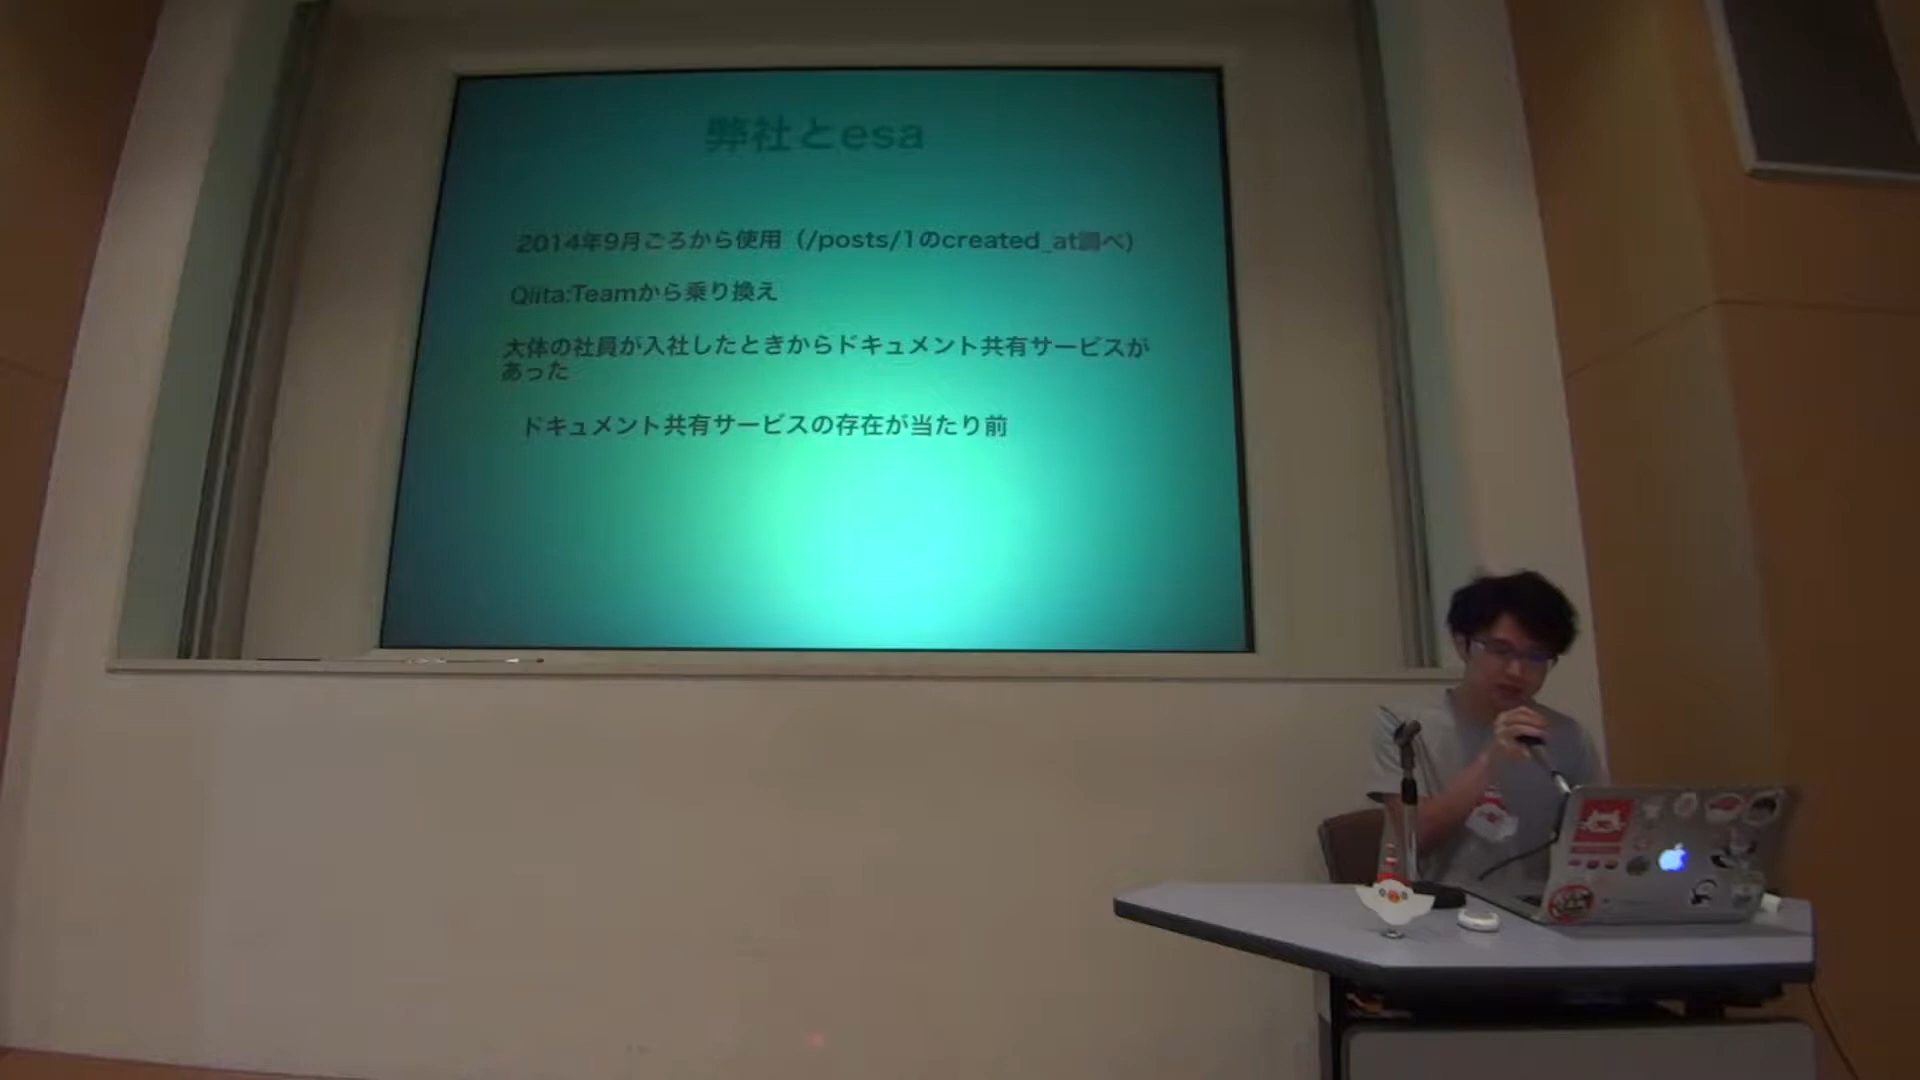 弊社とesa
2014年9月ごろから使用（/posts/1のcreated_at調べ)
Qiita:Teamから乗り換え
大体の社員が入社したときからドキュメント共有サービスが
あった
ドキュメント共有サービスの存在が当たり前